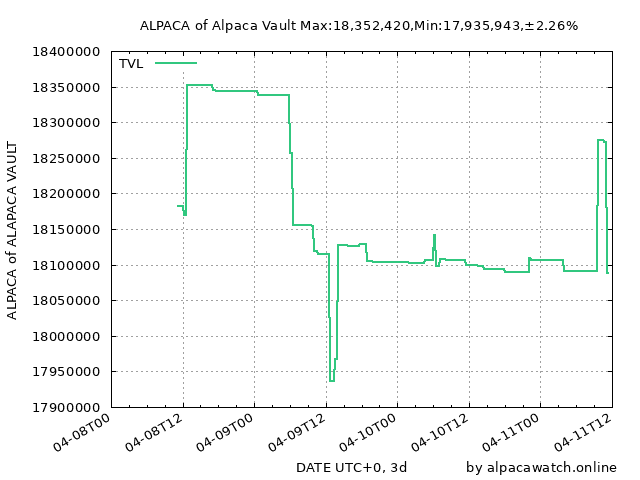 ALPACA of Alpaca Vault Max:18,352,420,Min:17,935,943,±2.26%
TVL
18400000
18350000
18300000
18250000
18200000
18150000
18100000
18050000
18000000
17950000
17900000
ALPACA of ALAPACA VAULT
04-08T00
04-08T12
04-09T00
04-09T12
04-10T00
04-10T12
04-11T00
04-11T12
DATE UTC+0, 3d
by alpacawatch.online